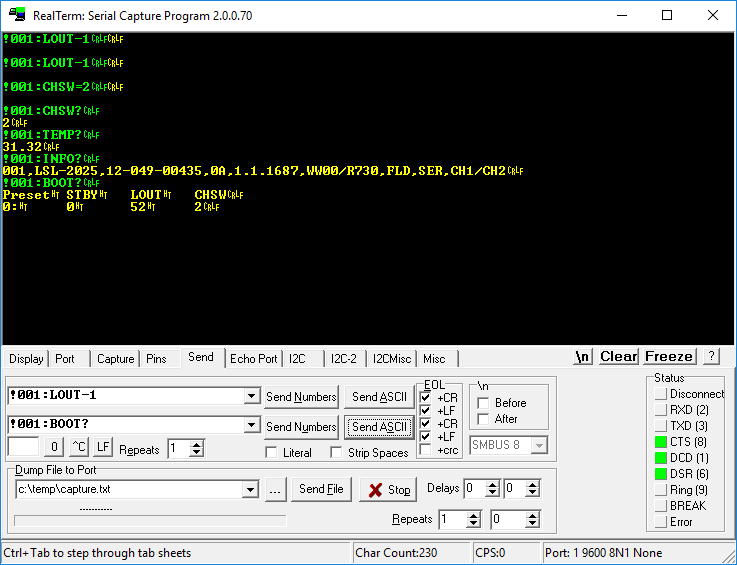 RealTerm: Serial Capture Program 2.0.0.70
!001:LOUT-1CRLFCRLF
!001:LOUT-1CRLFCRLF
!001:CHSW=2CRLFCRLF
!001:CHSW?CRLF
2CRLF
!001:TEMP?CRLF
31.32CRLF
!001:INFO?CRLF
001,LSL-2025,12-049-00435,0A,1.1.1687,WW00/R730,FLD,SER,CH1/CH2CRLF
!001:BOOT?CRLF
PresetHT STBYHT LOUTHT CHSWCRLF
0:HT 0HT 52HT 2CRLF
Display Port Capture Pins Send Echo Port I2C I2C-2 I2CMisc Misc \n Clear Freeze ?
!001:LOUT-1 Send Numbers Send ASCII
!001:BOOT? Send Numbers Send ASCII
0 ^C LF Repeats 1 Literal Strip Spaces
EOL
+CR
+LF
+CR
+LF
+crc
\n
Before
After
SMBUS 8
Dump File to Port
c:\temp\capture.txt ... Send File Stop Delays 0 0
Repeats 1 0
Status
Disconnect
RXD (2)
TXD (3)
CTS (8)
DCD (1)
DSR (6)
Ring (9)
BREAK
Error
Ctrl+Tab to step through tab sheets Char Count:230 CPS:0 Port: 1 9600 8N1 None